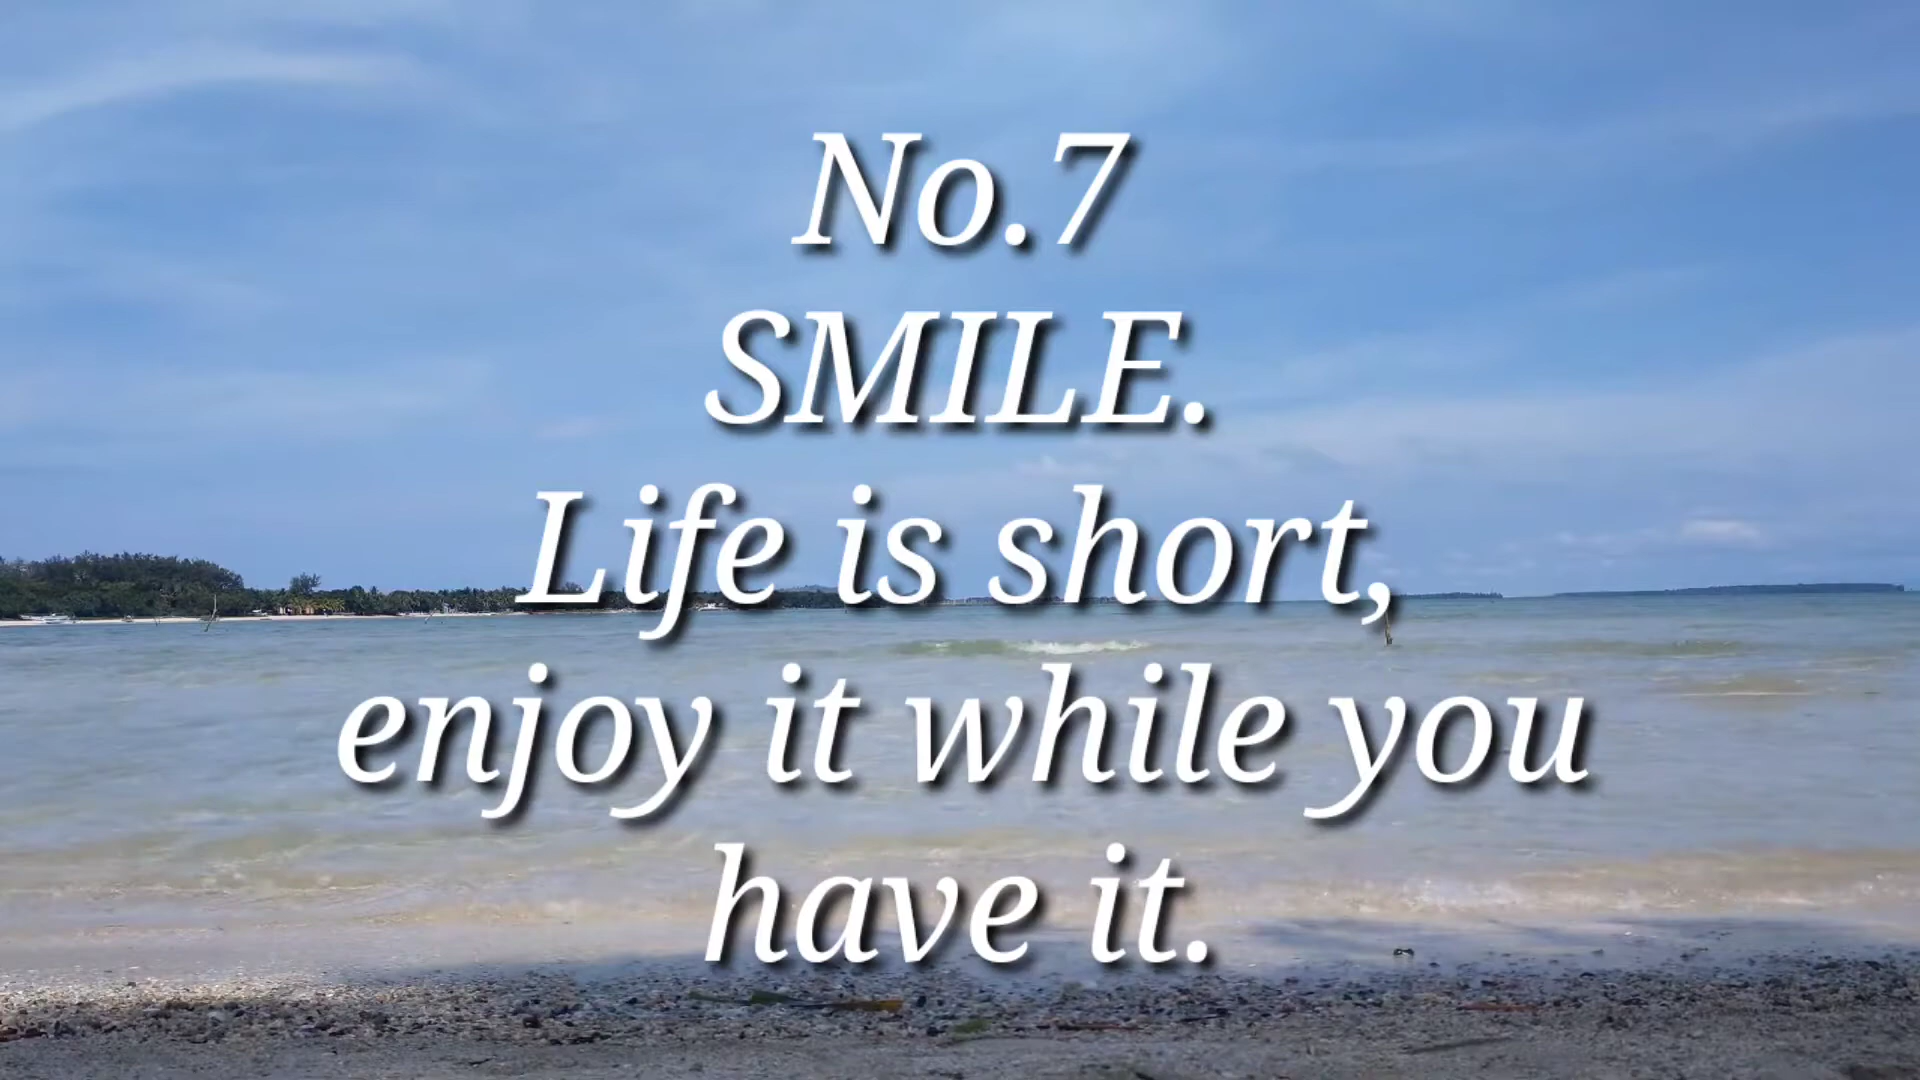 No.7
SMILE.
Life is short,
enjoy it while you
have it.